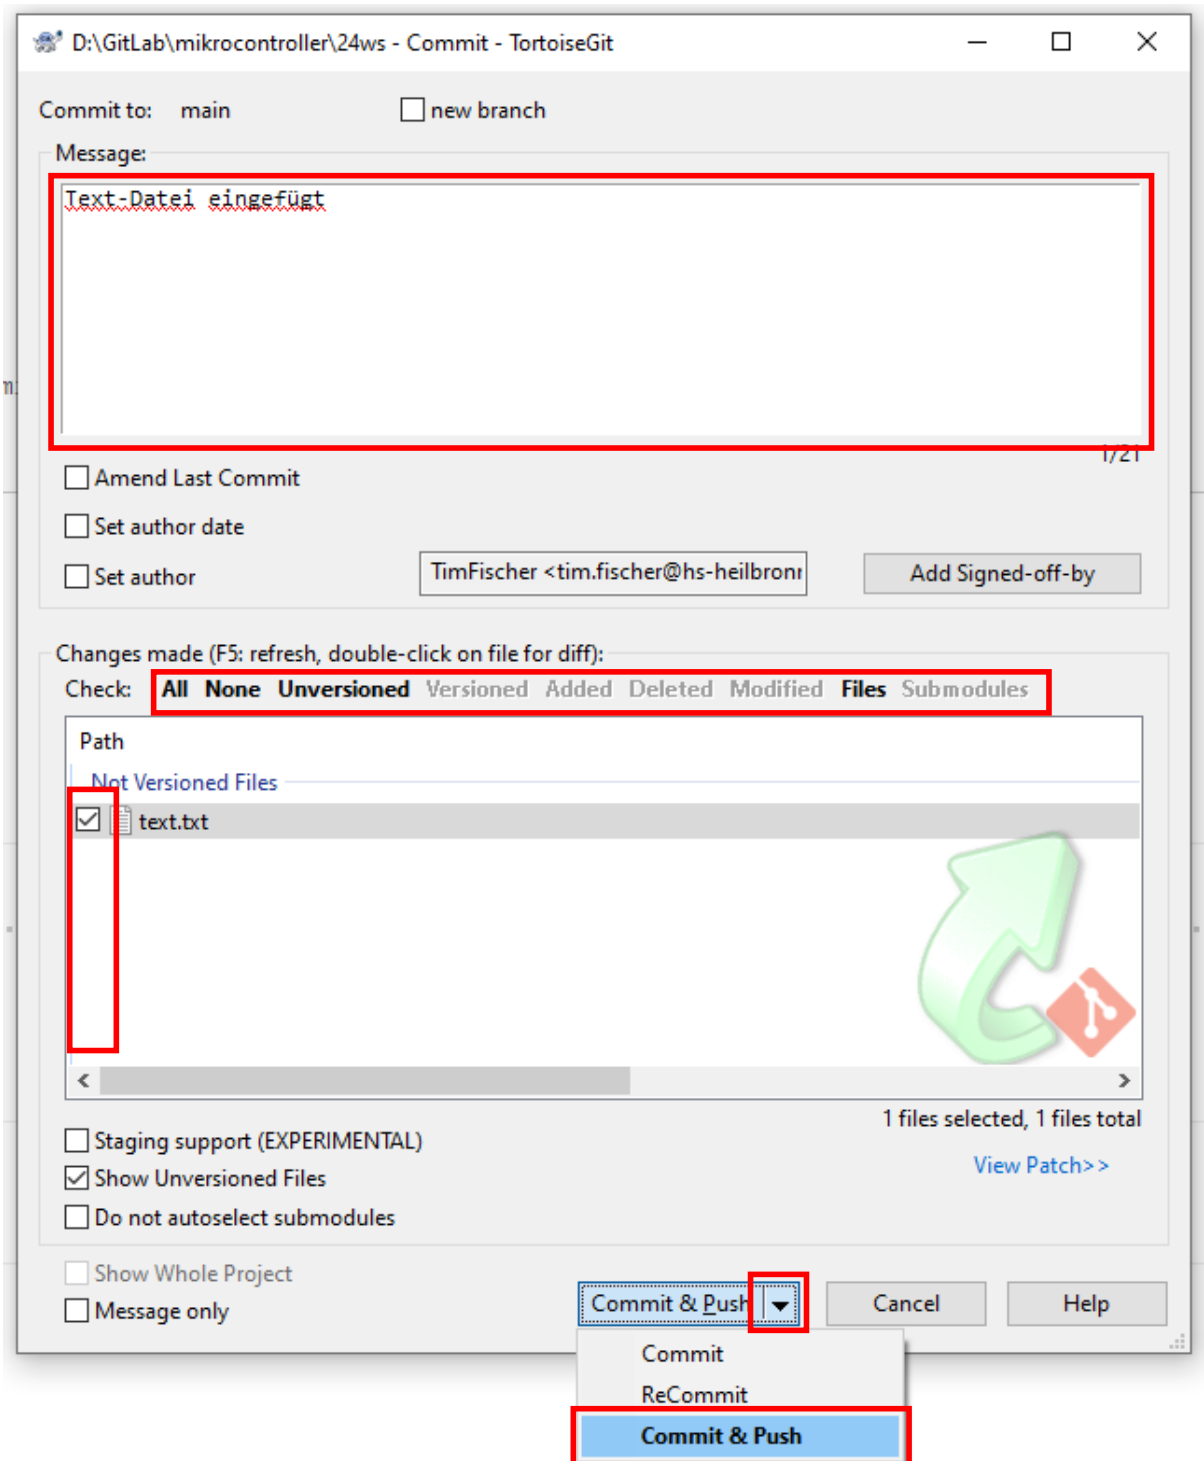 D:\GitLab\mikrocontroller\24ws - Commit - TortoiseGit
Commit to: main new branch
Message:
Text-Datei eingefügt
1/21
Amend Last Commit
Set author date
Set author TimFischer <tim.fischer@hs-heilbronn Add Signed-off-by
Changes made (F5: refresh, double-click on file for diff):
Check: All None Unversioned Versioned Added Deleted Modified Files Submodules
Path
Not Versioned Files
text.txt
1 files selected, 1 files total
Staging support (EXPERIMENTAL)
View Patch>>
Show Unversioned Files
Do not autoselect submodules
Show Whole Project
Message only
Commit & Push Cancel Help
Commit
ReCommit
Commit & Push